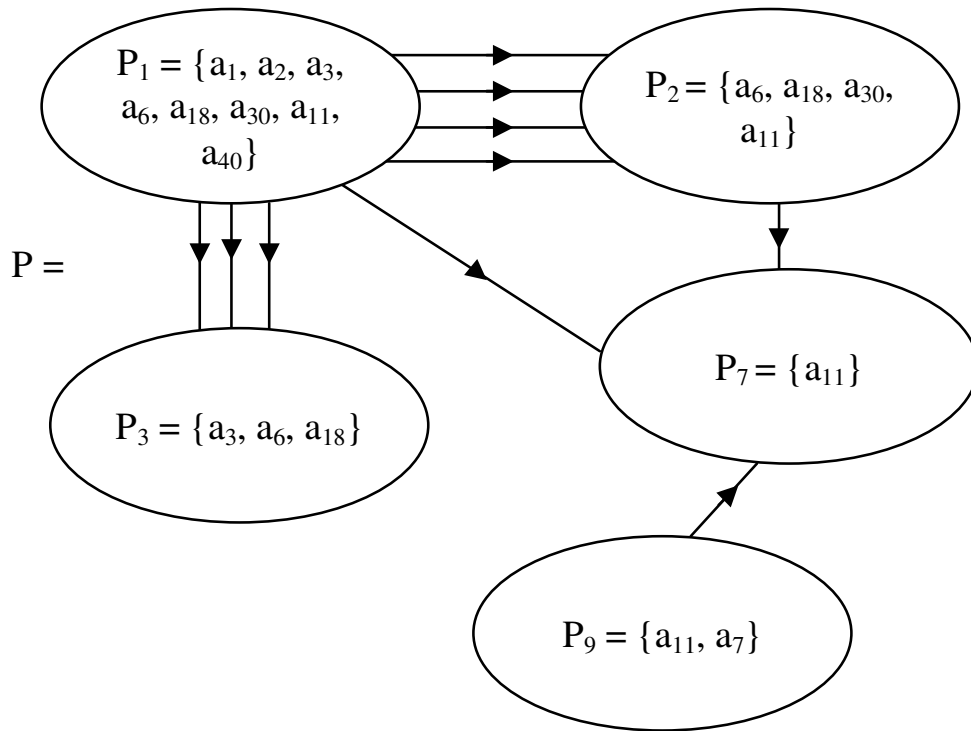 P₁ = {a₁, a₂, a₃,
a₆, a₁₈, a₃₀, a₁₁,
a₄₀}
P₂ = {a₆, a₁₈, a₃₀,
a₁₁}
P =
P₇ = {a₁₁}
P₃ = {a₃, a₆, a₁₈}
P₉ = {a₁₁, a₇}